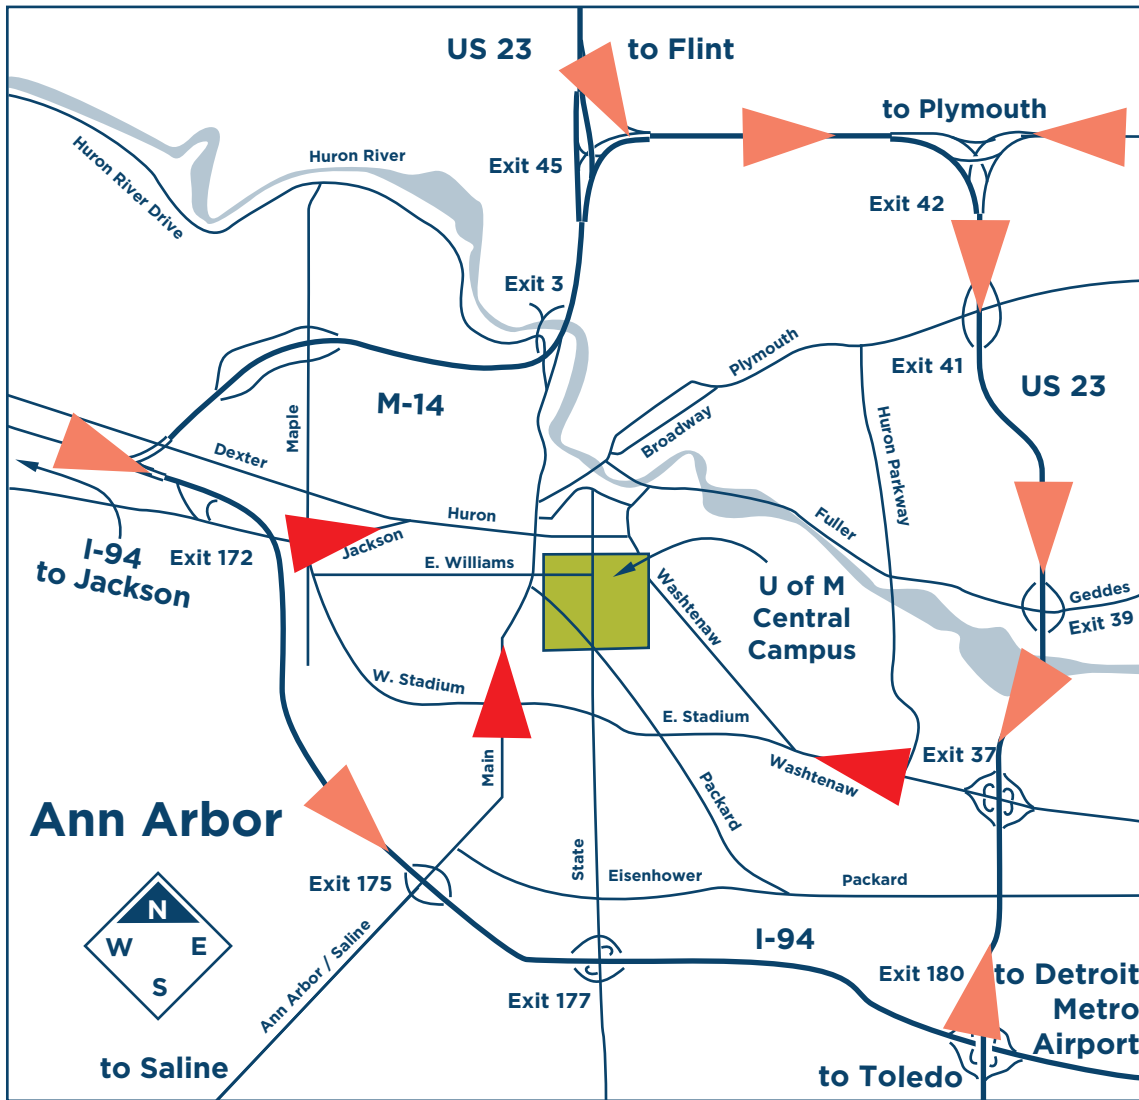 US 23
to Flint
to Plymouth
Huron River
Exit 45
Huron River Drive
Exit 42
Exit 3
Plymouth
Exit 41
US 23
M-14
Maple
Broadway
Huron Parkway
Dexter
Huron
Fuller
Jackson
I-94
to Jackson
Exit 172
E. Williams
Washtenaw
U of M
Central
Campus
Geddes
Exit 39
W. Stadium
E. Stadium
Main
Exit 37
Washtenaw
Packard
Ann Arbor
State
Exit 175
Eisenhower
Packard
N
W
E
S
Ann Arbor / Saline
I-94
Exit 177
Exit 180
to Detroit
Metro
Airport
to Saline
to Toledo